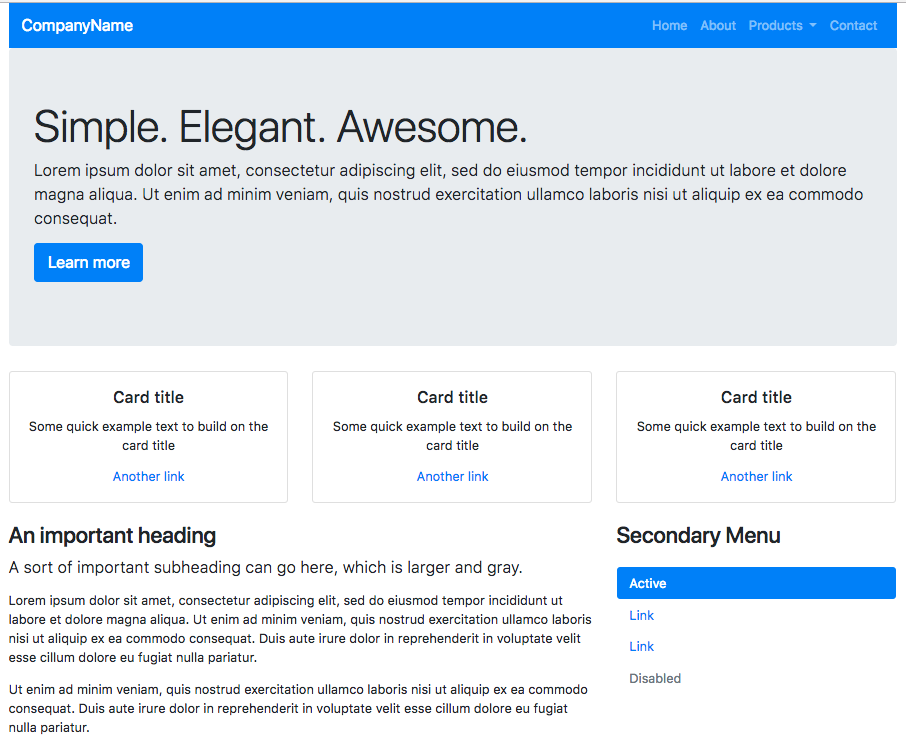 CompanyName
Home About Products Contact
Simple. Elegant. Awesome.
Lorem ipsum dolor sit amet, consectetur adipiscing elit, sed do eiusmod tempor incididunt ut labore et dolore
magna aliqua. Ut enim ad minim veniam, quis nostrud exercitation ullamco laboris nisi ut aliquip ex ea commodo
consequat.
Learn more
Card title
Some quick example text to build on the
card title
Another link
Card title
Some quick example text to build on the
card title
Another link
Card title
Some quick example text to build on the
card title
Another link
An important heading
A sort of important subheading can go here, which is larger and gray.
Lorem ipsum dolor sit amet, consectetur adipiscing elit, sed do eiusmod tempor incididunt ut
labore et dolore magna aliqua. Ut enim ad minim veniam, quis nostrud exercitation ullamco laboris
nisi ut aliquip ex ea commodo consequat. Duis aute irure dolor in reprehenderit in voluptate velit
esse cillum dolore eu fugiat nulla pariatur.
Ut enim ad minim veniam, quis nostrud exercitation ullamco laboris nisi ut aliquip ex ea commodo
consequat. Duis aute irure dolor in reprehenderit in voluptate velit esse cillum dolore eu fugiat
nulla pariatur.
Secondary Menu
Active
Link
Link
Disabled